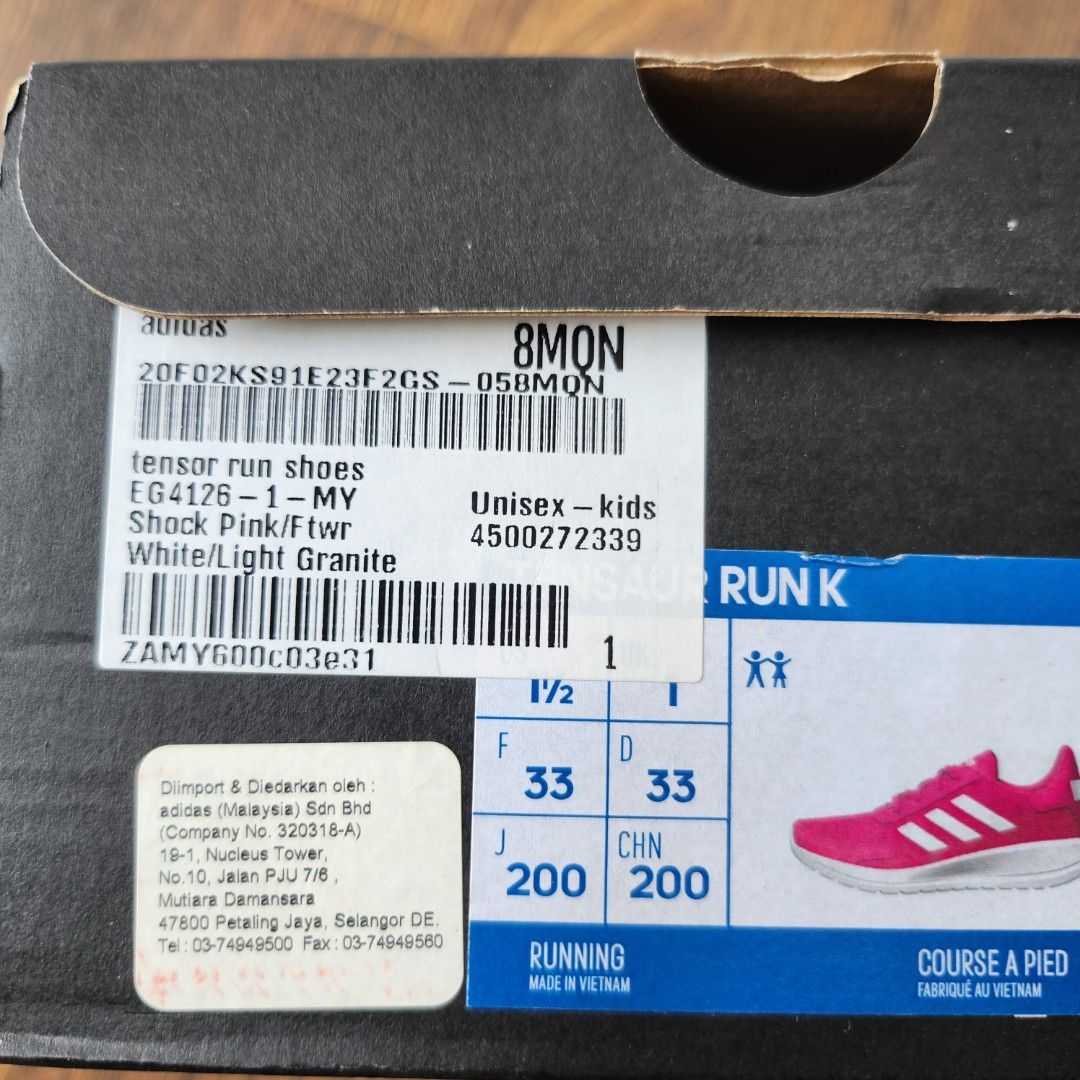 adidas
8MQN
20F02KS91E23F2GS-058MQN
tensor run shoes
EG4126-1-MY
Shock Pink/Ftwr
White/Light Granite
Unisex-kids
4500272339
ZAMY600c03e31
1
TENSAUR RUN K
US
UK
1½
1
F
33
D
33
J
200
CHN
200
RUNNING
MADE IN VIETNAM
COURSE A PIED
FABRIQUÉ AU VIETNAM
Diimport & Diedarkan oleh :
adidas (Malaysia) Sdn Bhd
(Company No. 320318-A)
19-1, Nucleus Tower,
No.10, Jalan PJU 7/6 ,
Mutiara Damansara
47800 Petaling Jaya, Selangor DE.
Tel : 03-74949500 Fax : 03-74949560